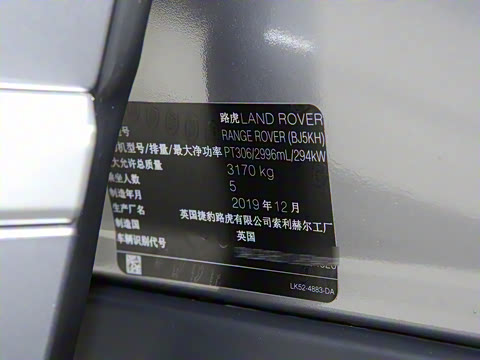 路虎LAND ROVER
号 RANGE ROVER (BJ5KH)
机型号/排量/最大净功率 PT306/2996mL/294kW
大允许总质量 3170 kg
乘坐人数 5
制造年月 2019 年 12 月
生产厂名 英国捷豹路虎有限公司索利赫尔工厂
制造国 英国
车辆识别代号
LK52-4883-DA